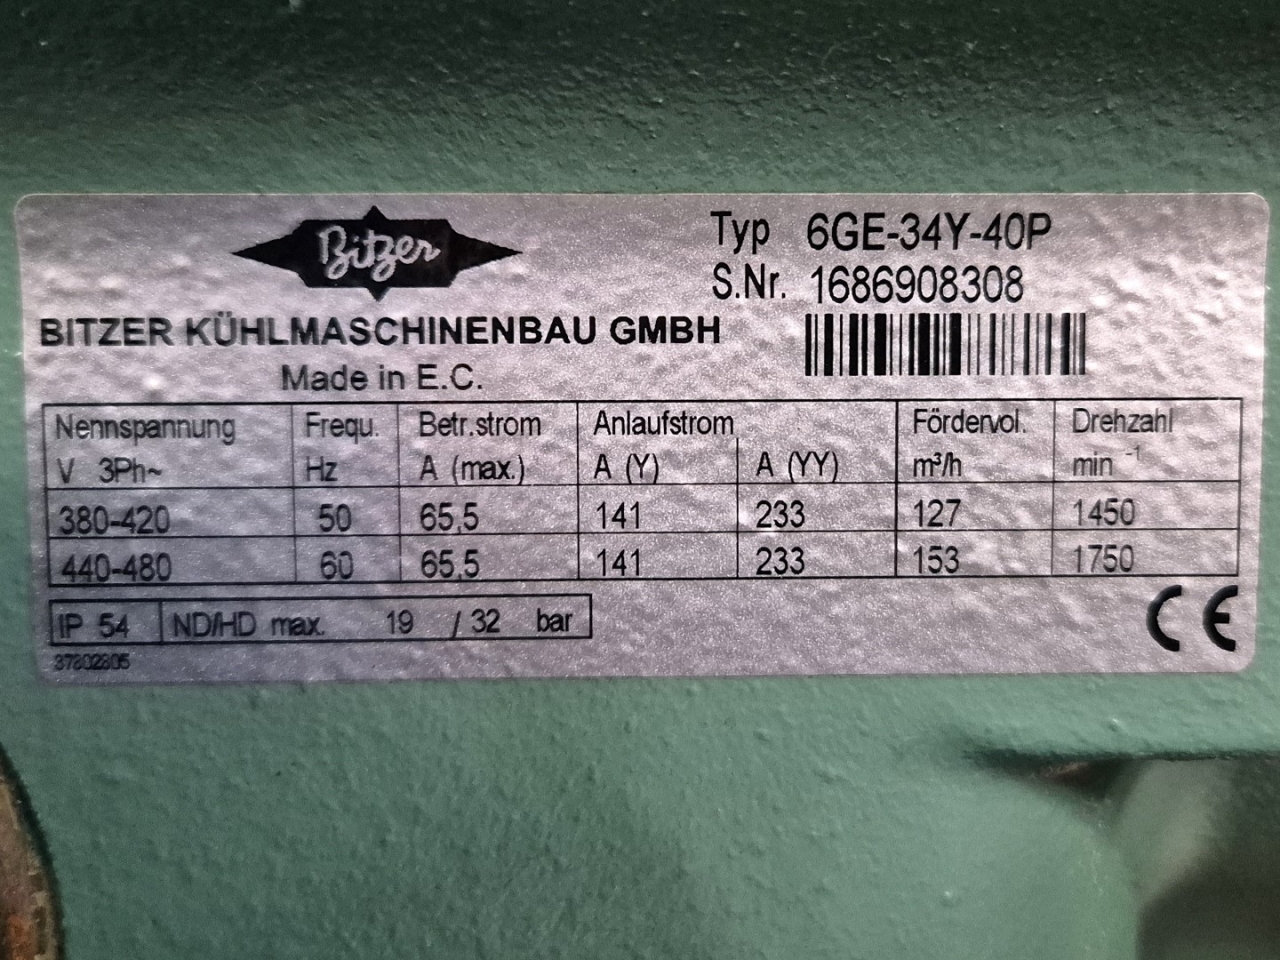 Bitzer
Typ 6GE-34Y-40P
S.Nr. 1686908308
BITZER KÜHLMASCHINENBAU GMBH
Made in E.C.
Nennspannung Frequ. Betr.strom Anlaufstrom Fördervol. Drehzahl
V 3Ph~ Hz A (max.) A (Y) A (YY) m³/h min -1
380-420 50 65,5 141 233 127 1450
440-480 60 65,5 141 233 153 1750
IP 54 ND/HD max. 19 / 32 bar
CE
37802805